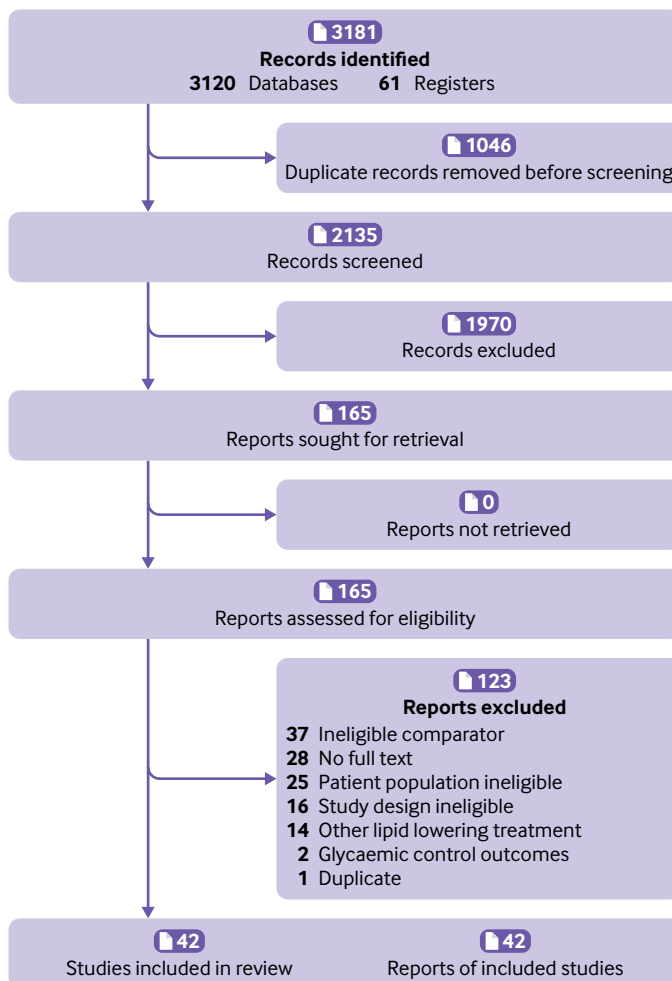 3181
Records identified
3120 Databases 61 Registers
1046
Duplicate records removed before screening
2135
Records screened
1970
Records excluded
165
Reports sought for retrieval
0
Reports not retrieved
165
Reports assessed for eligibility
123
Reports excluded
37 Ineligible comparator
28 No full text
25 Patient population ineligible
16 Study design ineligible
14 Other lipid lowering treatment
2 Glycaemic control outcomes
1 Duplicate
42 42
Studies included in review Reports of included studies